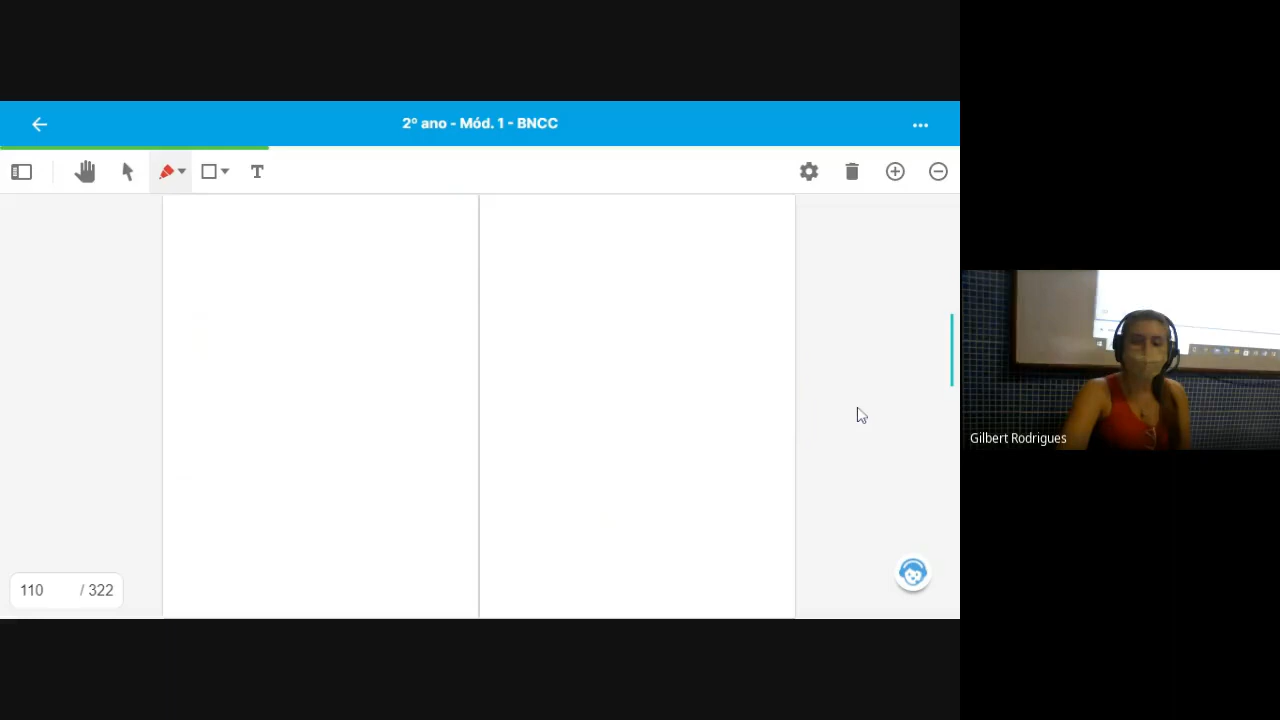 2º ano - Mód. 1 - BNCC
T
110 / 322
Gilbert Rodrigues